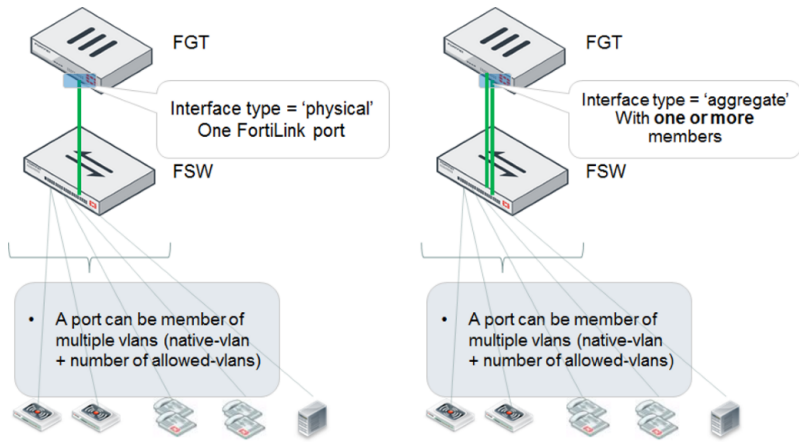 FGT
Interface type = 'physical'
One FortiLink port
FSW
• A port can be member of
multiple vlans (native-vlan
+ number of allowed-vlans)
FGT
Interface type = 'aggregate'
With one or more
members
FSW
• A port can be member of
multiple vlans (native-vlan
+ number of allowed-vlans)